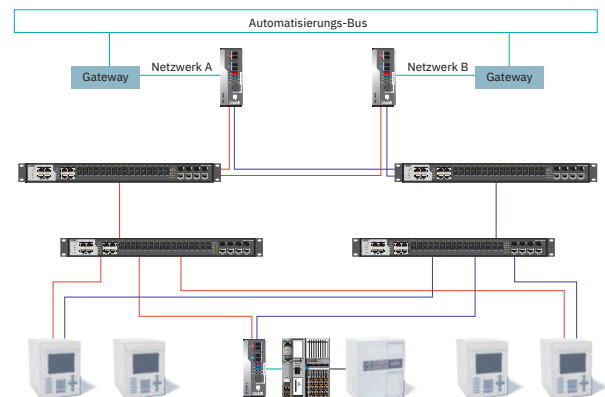 Automatisierungs-Bus
Netzwerk A
Netzwerk B
Gateway
Gateway